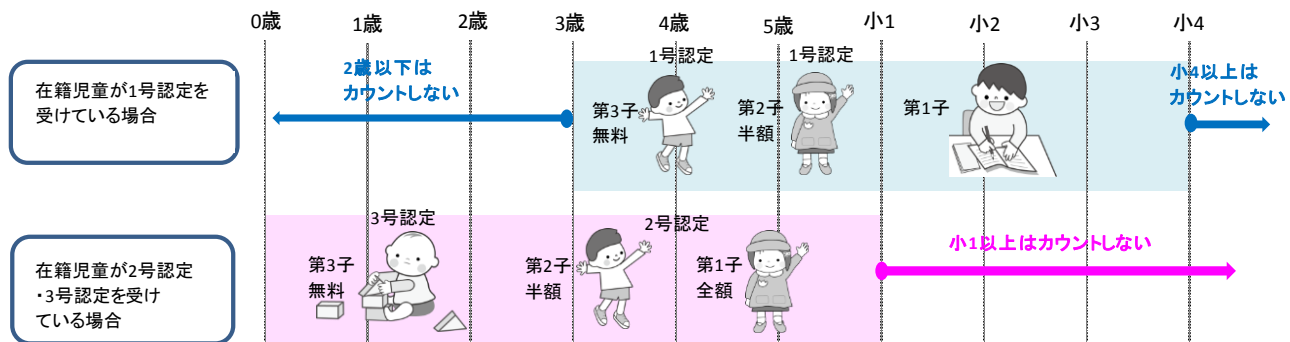 0歳 1歳 2歳 3歳 4歳 5歳 小1 小2 小3 小4
在籍児童が1号認定を
受けている場合
2歳以下は
カウントしない
1号認定
第3子
無料
1号認定
第2子
半額
第1子
小4以上は
カウントしない
在籍児童が2号認定
・3号認定を受け
ている場合
3号認定
第3子
無料
2号認定
第2子
半額
第1子
全額
小1以上はカウントしない